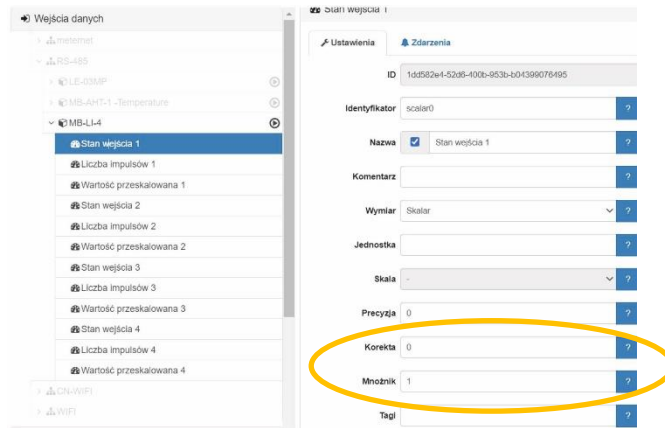 Wejścia danych
meternet
RS-485
LE-03MP
MB-AHT-1 -Temperature
MB-LI-4
Stan wejścia 1
Liczba impulsów 1
Wartość przeskalowana 1
Stan wejścia 2
Liczba impulsów 2
Wartość przeskalowana 2
Stan wejścia 3
Liczba impulsów 3
Wartość przeskalowana 3
Stan wejścia 4
Liczba impulsów 4
Wartość przeskalowana 4
CN-WIFI
WIFI
Stan wejścia 1
Ustawienia Zdarzenia
ID 1dd582e4-52d6-400b-953b-b04399076495
Identyfikator scalar0 ?
Nazwa Stan wejścia 1 ?
Komentarz ?
Wymiar Skalar ?
Jednostka ?
Skala - ?
Precyzja 0 ?
Korekta 0 ?
Mnożnik 1 ?
Tagi ?